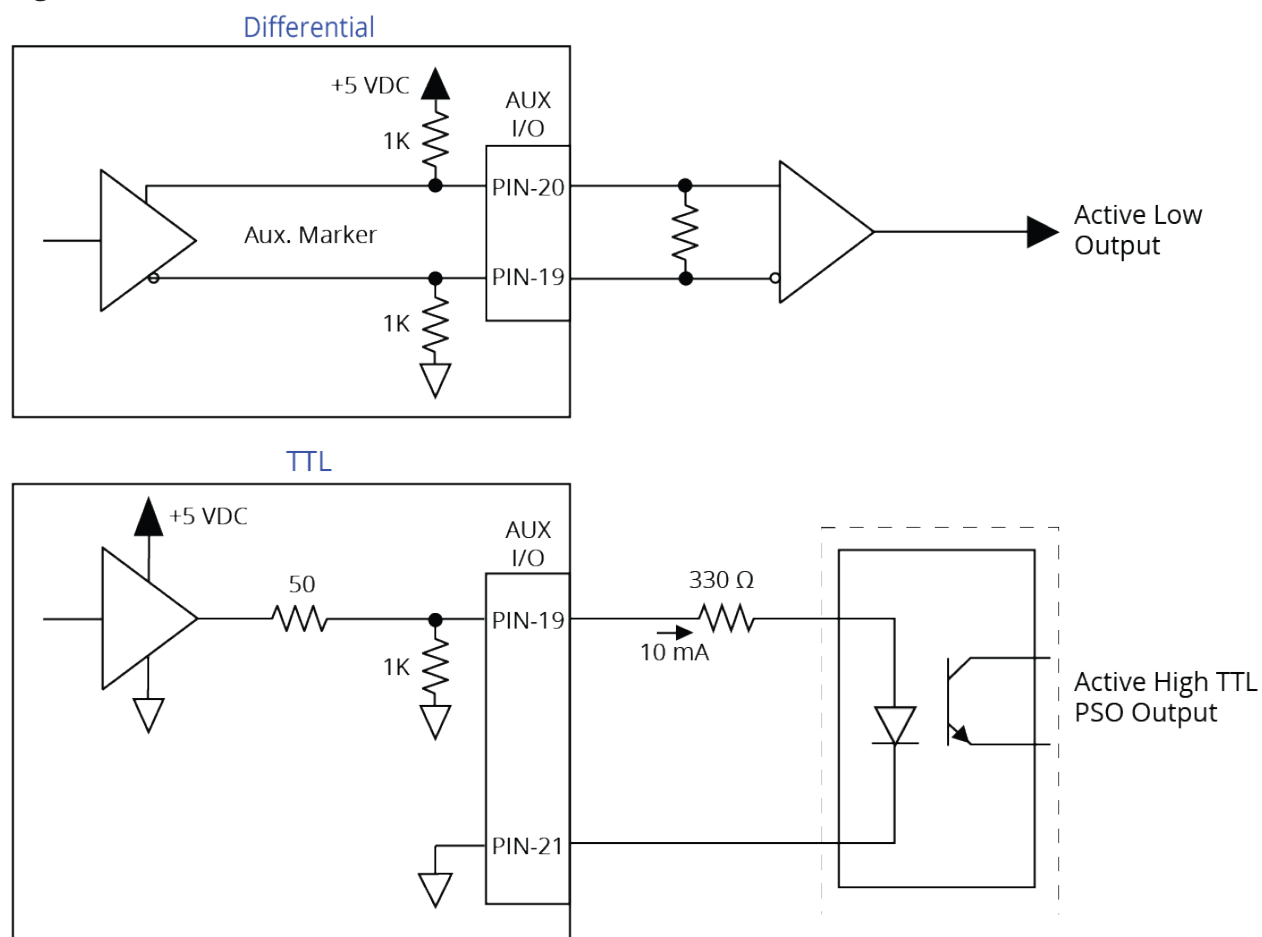 Differential
+5 VDC
AUX
I/O
1K
PIN-20
Aux. Marker
PIN-19
1K
Active Low
Output
TTL
+5 VDC
AUX
I/O
50
PIN-19
330 Ω
10 mA
1K
Active High TTL
PSO Output
PIN-21